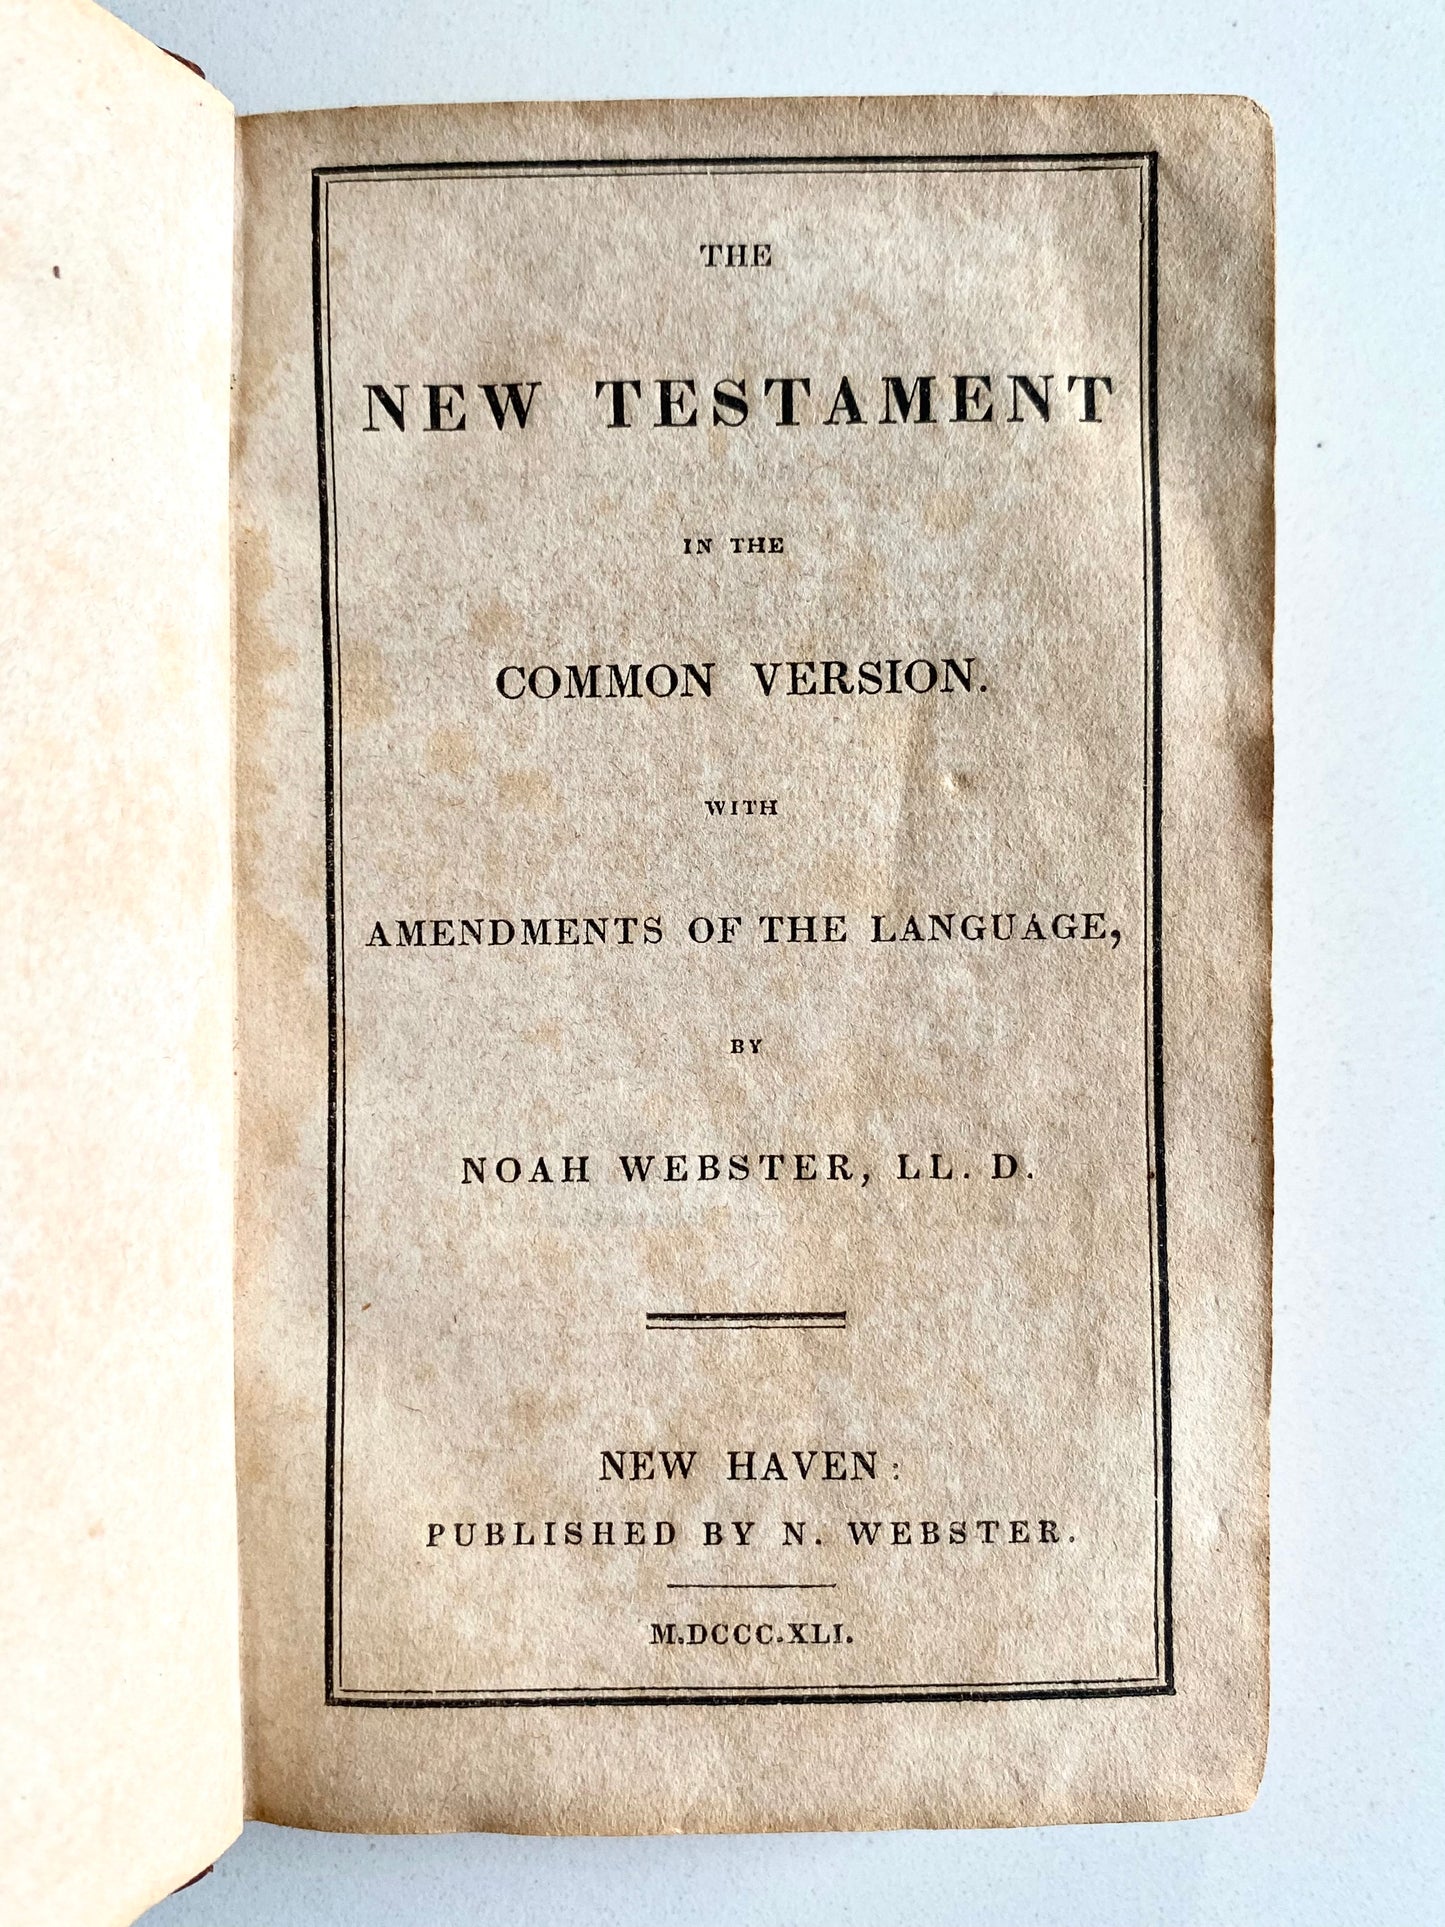 THE
NEW TESTAMENT
IN THE
COMMON VERSION.
WITH
AMENDMENTS OF THE LANGUAGE,
BY
NOAH WEBSTER, LL. D.
NEW HAVEN:
PUBLISHED BY N. WEBSTER.
M.DCCC.XLI.